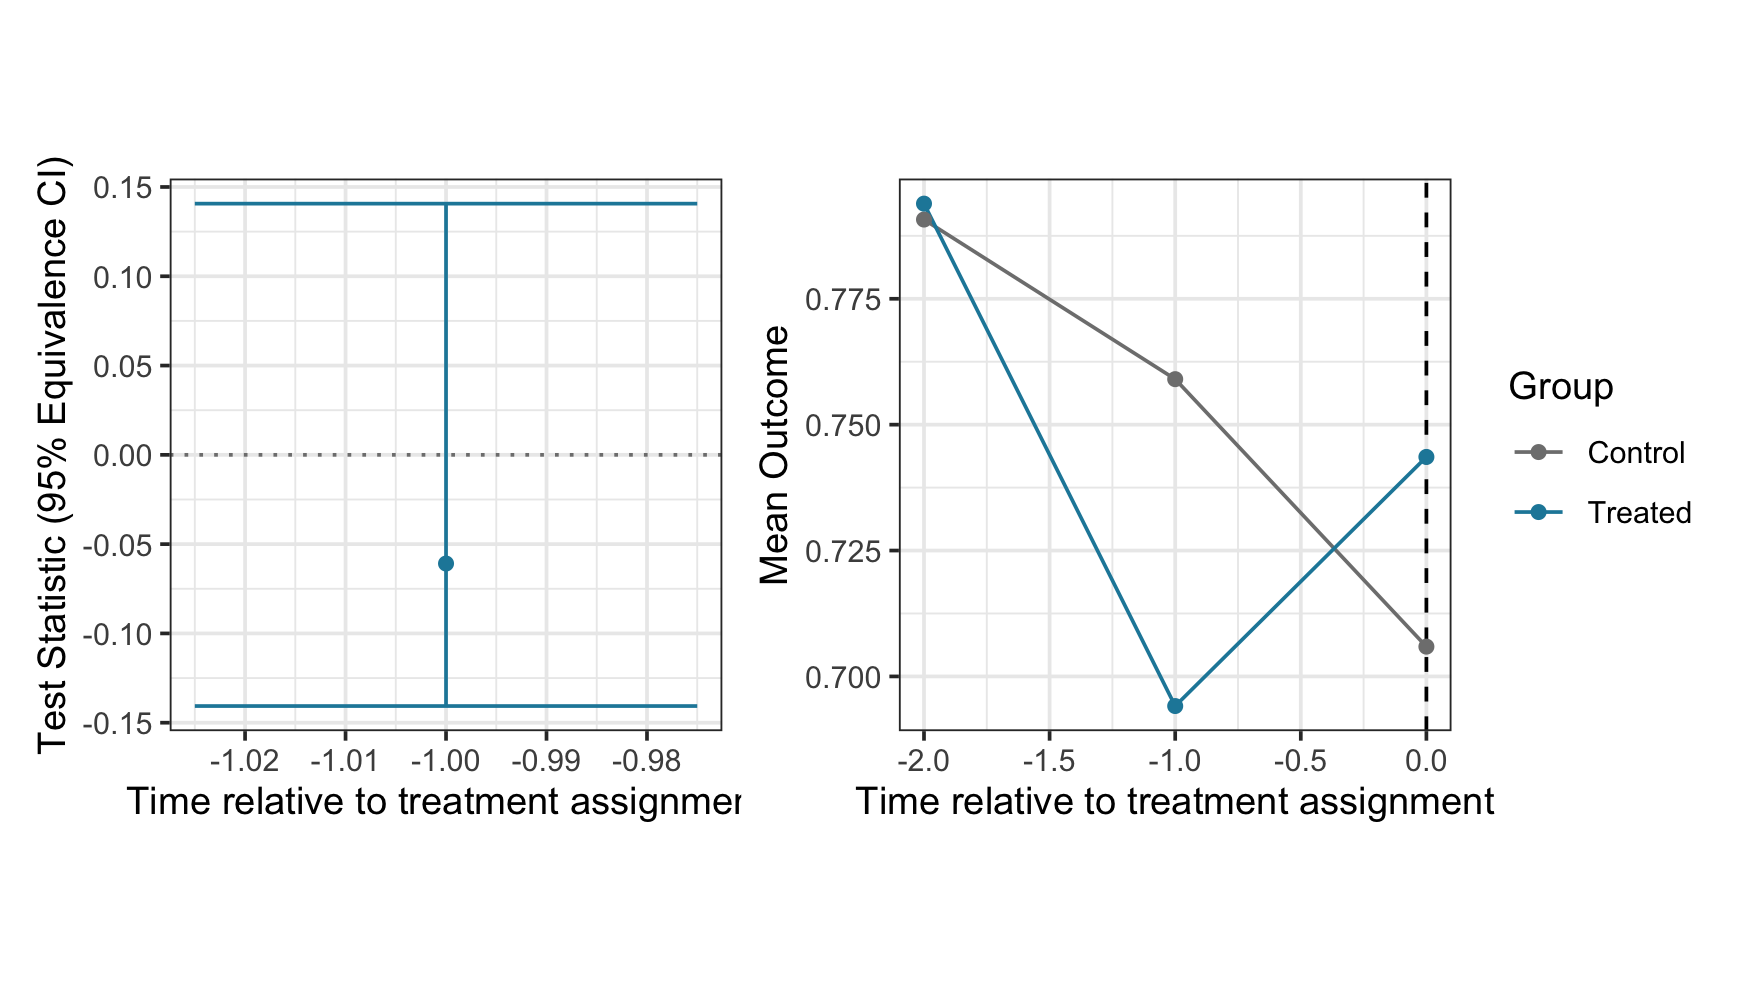 Test Statistic (95% Equivalence CI)
0.15
0.10
0.05
0.00
-0.05
-0.10
-0.15
-1.02 -1.01 -1.00 -0.99 -0.98
Time relative to treatment assignmer
Mean Outcome
0.775
0.750
0.725
0.700
-2.0 -1.5 -1.0 -0.5 0.0
Time relative to treatment assignment
Group
Control
Treated